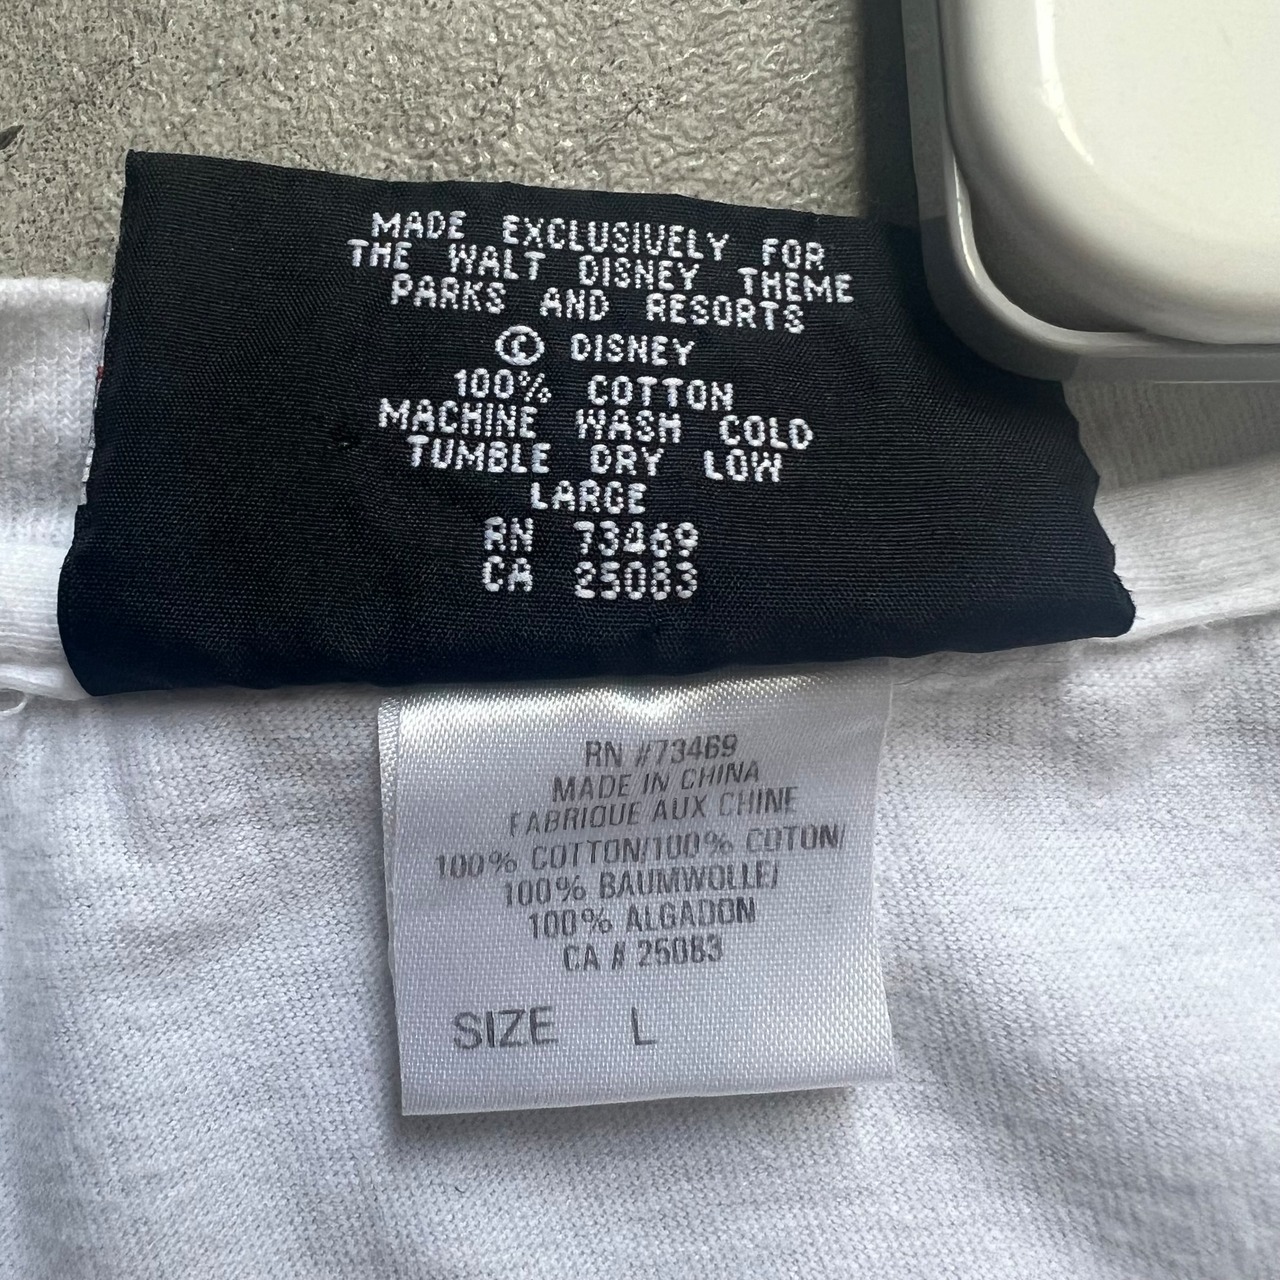 MADE EXCLUSIVELY FOR
THE WALT DISNEY THEME
PARKS AND RESORTS
© DISNEY
100% COTTON
MACHINE WASH COLD
TUMBLE DRY LOW
LARGE
RN 73469
CA 25083
RN #73469
MADE IN CHINA
FABRIQUE AUX CHINE
100% COTTON/100% COTON/
100% BAUMWOLLE/
100% ALGADON
CA # 25083
SIZE L